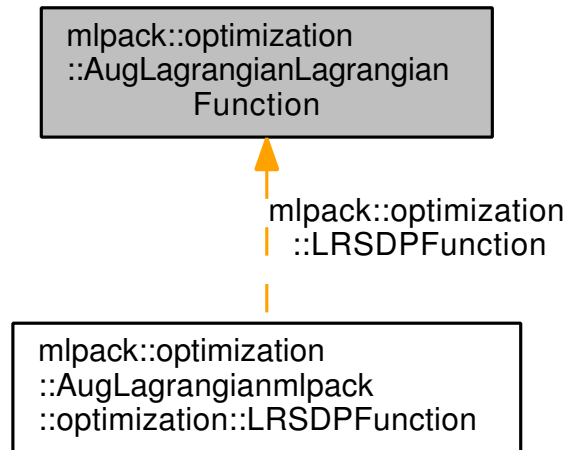 mlpack::optimization
::AugLagrangianLagrangian
Function
mlpack::optimization
::LRSDPFunction
mlpack::optimization
::AugLagrangianmlpack
::optimization::LRSDPFunction